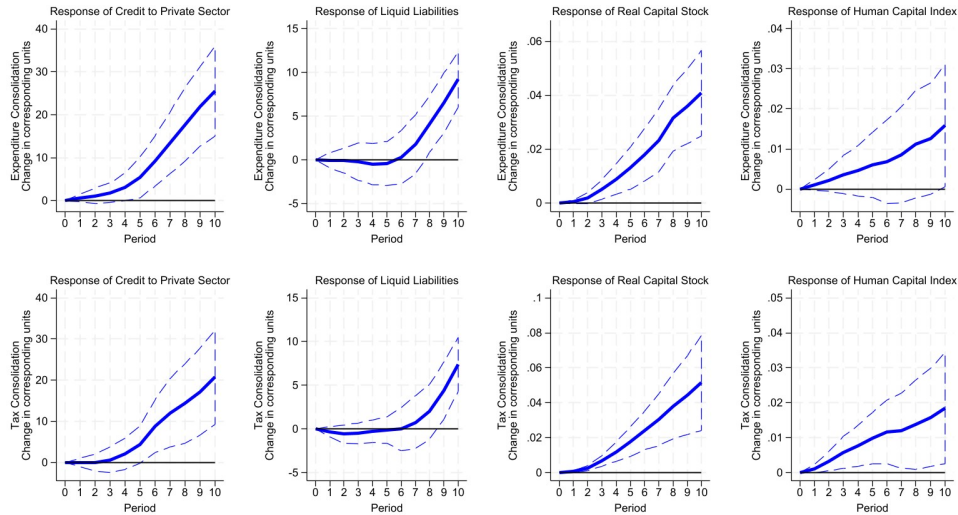 Response of Credit to Private Sector
Expenditure Consolidation
Change in corresponding units
40
30
20
10
0
0 1 2 3 4 5 6 7 8 9 10
Period
Response of Liquid Liabilities
Expenditure Consolidation
Change in corresponding units
15
10
5
0
-5
0 1 2 3 4 5 6 7 8 9 10
Period
Response of Real Capital Stock
Expenditure Consolidation
Change in corresponding units
.06
.04
.02
0
0 1 2 3 4 5 6 7 8 9 10
Period
Response of Human Capital Index
Expenditure Consolidation
Change in corresponding units
.04
.03
.02
.01
0
0 1 2 3 4 5 6 7 8 9 10
Period
Response of Credit to Private Sector
Tax Consolidation
Change in corresponding units
40
30
20
10
0
0 1 2 3 4 5 6 7 8 9 10
Period
Response of Liquid Liabilities
Tax Consolidation
Change in corresponding units
15
10
5
0
-5
0 1 2 3 4 5 6 7 8 9 10
Period
Response of Real Capital Stock
Tax Consolidation
Change in corresponding units
.1
.08
.06
.04
.02
0
0 1 2 3 4 5 6 7 8 9 10
Period
Response of Human Capital Index
Tax Consolidation
Change in corresponding units
.05
.04
.03
.02
.01
0
0 1 2 3 4 5 6 7 8 9 10
Period